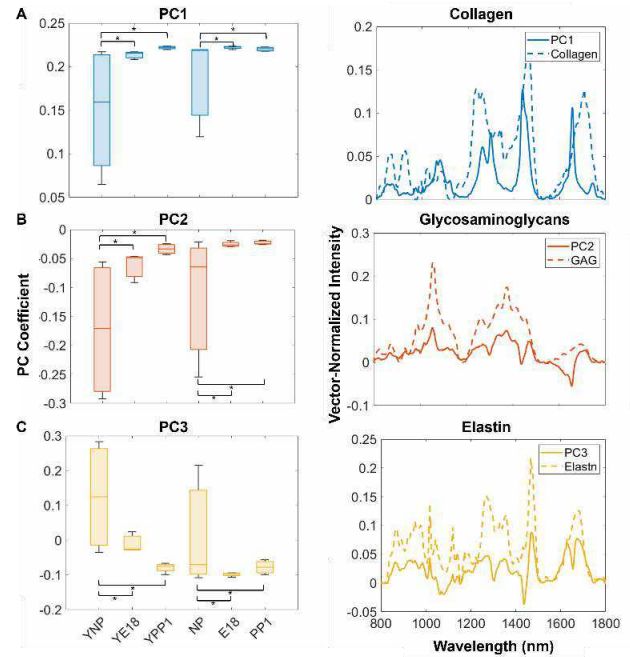 A
PC1
0.25
0.2
0.15
0.1
0.05
*
*
*
*
Collagen
PC1
Collagen
0.2
0.15
0.1
0.05
0
B
PC2
0
-0.05
-0.1
-0.15
-0.2
-0.25
-0.3
*
*
*
*
PC Coefficient
Glycosaminoglycans
PC2
GAG
0.3
0.2
0.1
0
-0.1
Vector-Normalized Intensity
C
PC3
0.3
0.2
0.1
0
-0.1
-0.2
*
*
*
*
YNP
YE18
YPP1
NP
E18
PP1
Elastin
PC3
Elastn
0.25
0.2
0.15
0.1
0.05
0
-0.05
800 1000 1200 1400 1600 1800
Wavelength (nm)